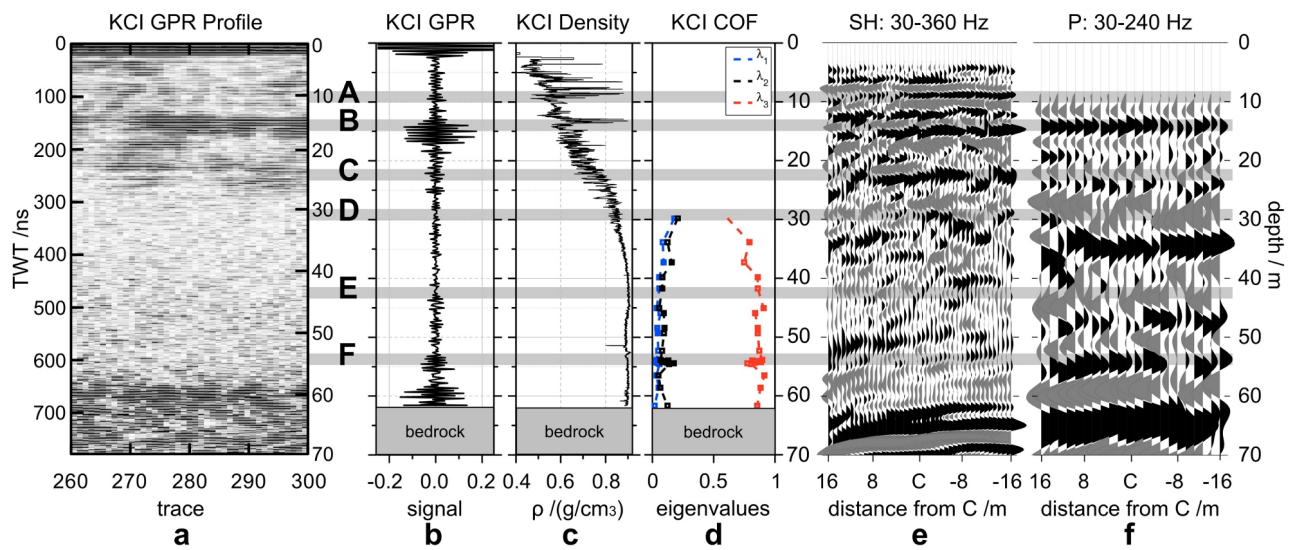 KCI GPR Profile
KCI GPR
KCI Density
KCI COF
SH: 30-360 Hz
P: 30-240 Hz
0
100
200
300
400
500
600
700
TWT /ns
0
10
20
30
40
50
60
70
A
B
C
D
E
F
λ1
λ2
λ3
bedrock
bedrock
0
10
20
30
40
50
60
70
0
10
20
30
40
50
60
70
depth / m
260 270 280 290 300
-0.2 0.0 0.2
0.4 0.6 0.8
0 0.5 1
16 8 C -8 -16
16 8 C -8 -16
trace
signal
ρ /(g/cm3)
eigenvalues
distance from C /m
distance from C /m
a
b
c
d
e
f